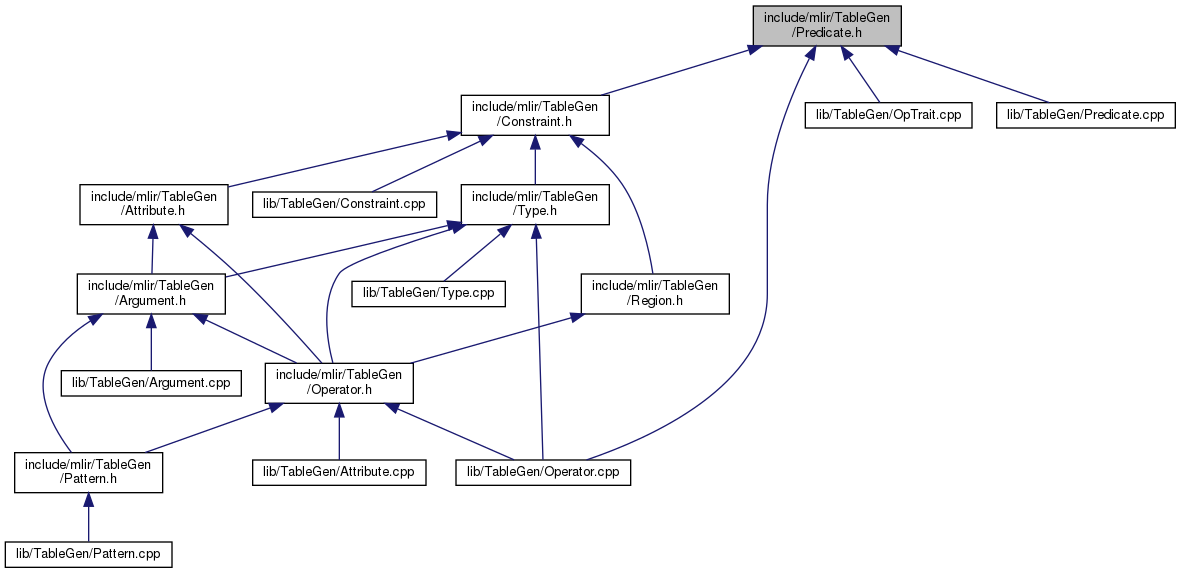 include/mlir/TableGen
/Predicate.h
include/mlir/TableGen
/Constraint.h
lib/TableGen/OpTrait.cpp
lib/TableGen/Predicate.cpp
include/mlir/TableGen
/Attribute.h
lib/TableGen/Constraint.cpp
include/mlir/TableGen
/Type.h
include/mlir/TableGen
/Argument.h
lib/TableGen/Type.cpp
include/mlir/TableGen
/Region.h
lib/TableGen/Argument.cpp
include/mlir/TableGen
/Operator.h
include/mlir/TableGen
/Pattern.h
lib/TableGen/Attribute.cpp
lib/TableGen/Operator.cpp
lib/TableGen/Pattern.cpp